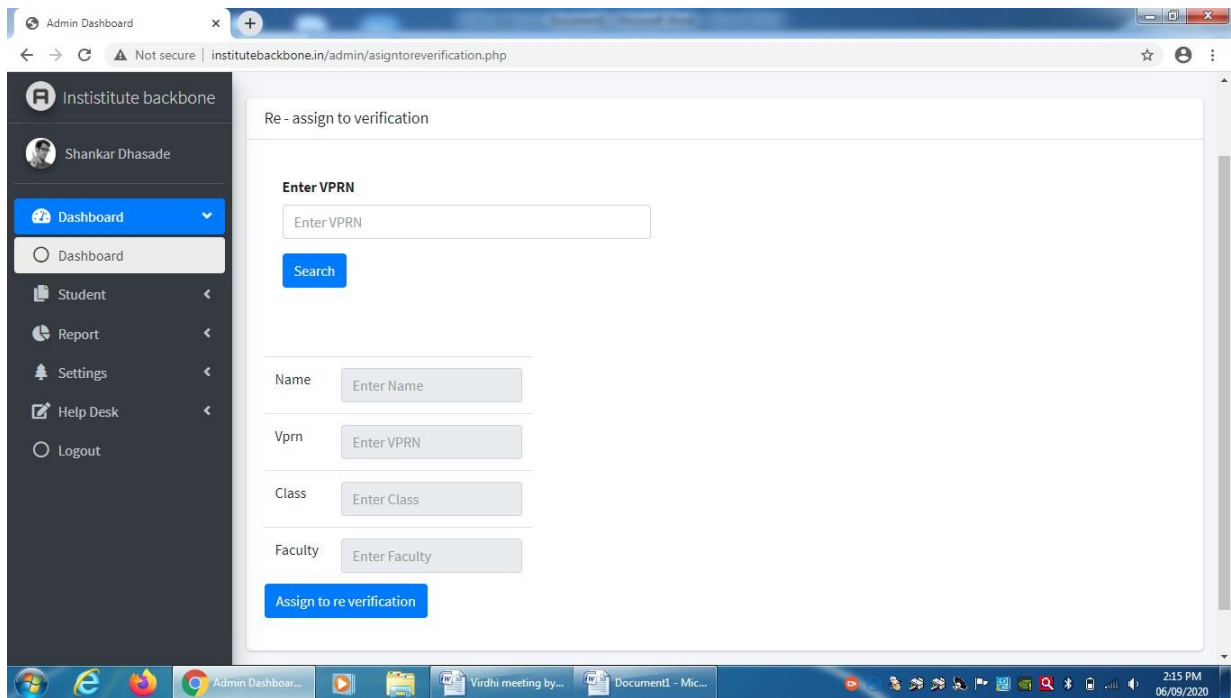 Admin Dashboard
Not secure | institutebackbone.in/admin/asigntoreverification.php
Instistitute backbone
Shankar Dhasade
Dashboard
Dashboard
Student
Report
Settings
Help Desk
Logout
Re - assign to verification
Enter VPRN
Enter VPRN
Search
Name Enter Name
Vprn Enter VPRN
Class Enter Class
Faculty Enter Faculty
Assign to re verification
Admin Dashboar... Virdhi meeting by... Document1 - Mic...
2:15 PM
06/09/2020